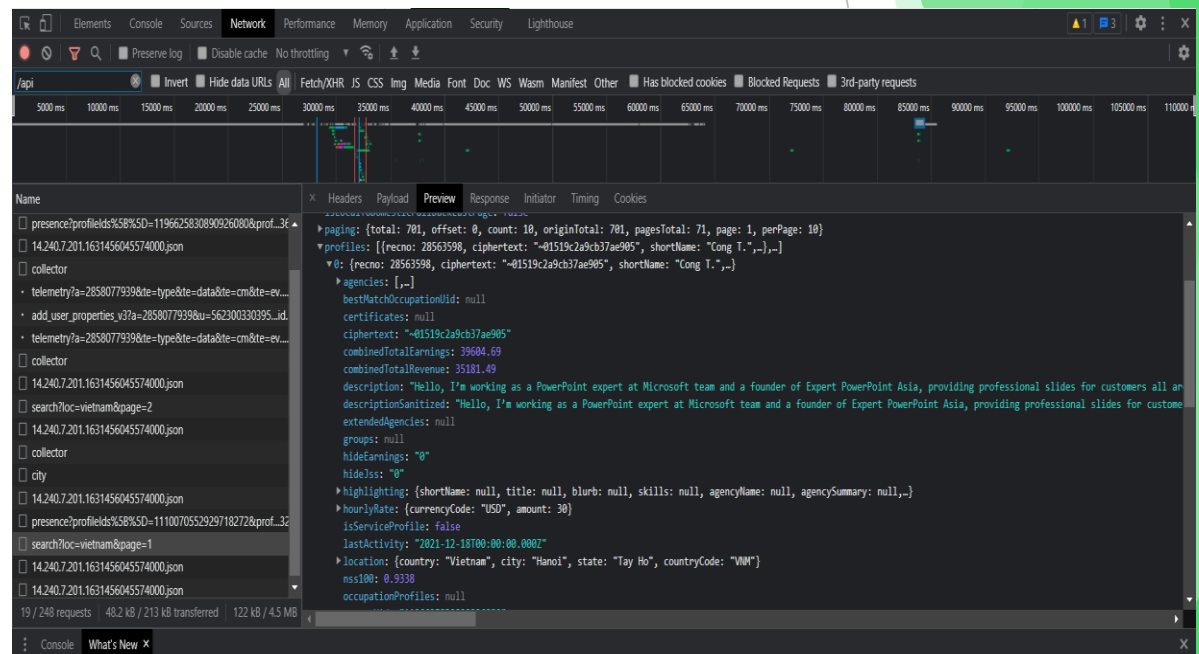 Elements Console Sources Network Performance Memory Application Security Lighthouse 1 3
Preserve log Disable cache No throttling
/api Invert Hide data URLs All Fetch/XHR JS CSS Img Media Font Doc WS Wasm Manifest Other Has blocked cookies Blocked Requests 3rd-party requests
5000 ms 10000 ms 15000 ms 20000 ms 25000 ms 30000 ms 35000 ms 40000 ms 45000 ms 50000 ms 55000 ms 60000 ms 65000 ms 70000 ms 75000 ms 80000 ms 85000 ms 90000 ms 95000 ms 100000 ms 105000 ms 110000
Name
presence?profileIds%5B%5D=1196625830890926080&prof...36
14.240.7.201.1631456045574000.json
collector
telemetry?a=2858077939&te=type&te=data&te=cm&te=ev....
add_user_properties_v3?a=2858077939&u=562300330395...id.
telemetry?a=2858077939&te=type&te=data&te=cm&te=ev....
collector
14.240.7.201.1631456045574000.json
search?loc=vietnam&page=2
14.240.7.201.1631456045574000.json
collector
city
14.240.7.201.1631456045574000.json
presence?profileIds%5B%5D=1110070552929718272&prof...32
search?loc=vietnam&page=1
14.240.7.201.1631456045574000.json
14.240.7.201.1631456045574000.json
19 / 248 requests 48.2 kB / 213 kB transferred 122 kB / 4.5 MB
X Headers Payload Preview Response Initiator Timing Cookies
paging: {total: 701, offset: 0, count: 10, originTotal: 701, pagesTotal: 71, page: 1, perPage: 10}
profiles: [{recno: 28563598, ciphertext: "~01519c2a9cb37ae905", shortName: "Cong T.",…},…]
0: {recno: 28563598, ciphertext: "~01519c2a9cb37ae905", shortName: "Cong T.",…}
agencies: [,…]
bestMatchOccupationUid: null
certificates: null
ciphertext: "~01519c2a9cb37ae905"
combinedTotalEarnings: 39604.69
combinedTotalRevenue: 35181.49
description: "Hello, I'm working as a PowerPoint expert at Microsoft team and a founder of Expert PowerPoint Asia, providing professional slides for customers all ar
descriptionSanitized: "Hello, I'm working as a PowerPoint expert at Microsoft team and a founder of Expert PowerPoint Asia, providing professional slides for custome
extendedAgencies: null
groups: null
hideEarnings: "0"
hideJss: "0"
highlighting: {shortName: null, title: null, blurb: null, skills: null, agencyName: null, agencySummary: null,…}
hourlyRate: {currencyCode: "USD", amount: 30}
isServiceProfile: false
lastActivity: "2021-12-18T00:00:00.000Z"
location: {country: "Vietnam", city: "Hanoi", state: "Tay Ho", countryCode: "VNM"}
nss100: 0.9338
occupationProfiles: null
Console What's New X